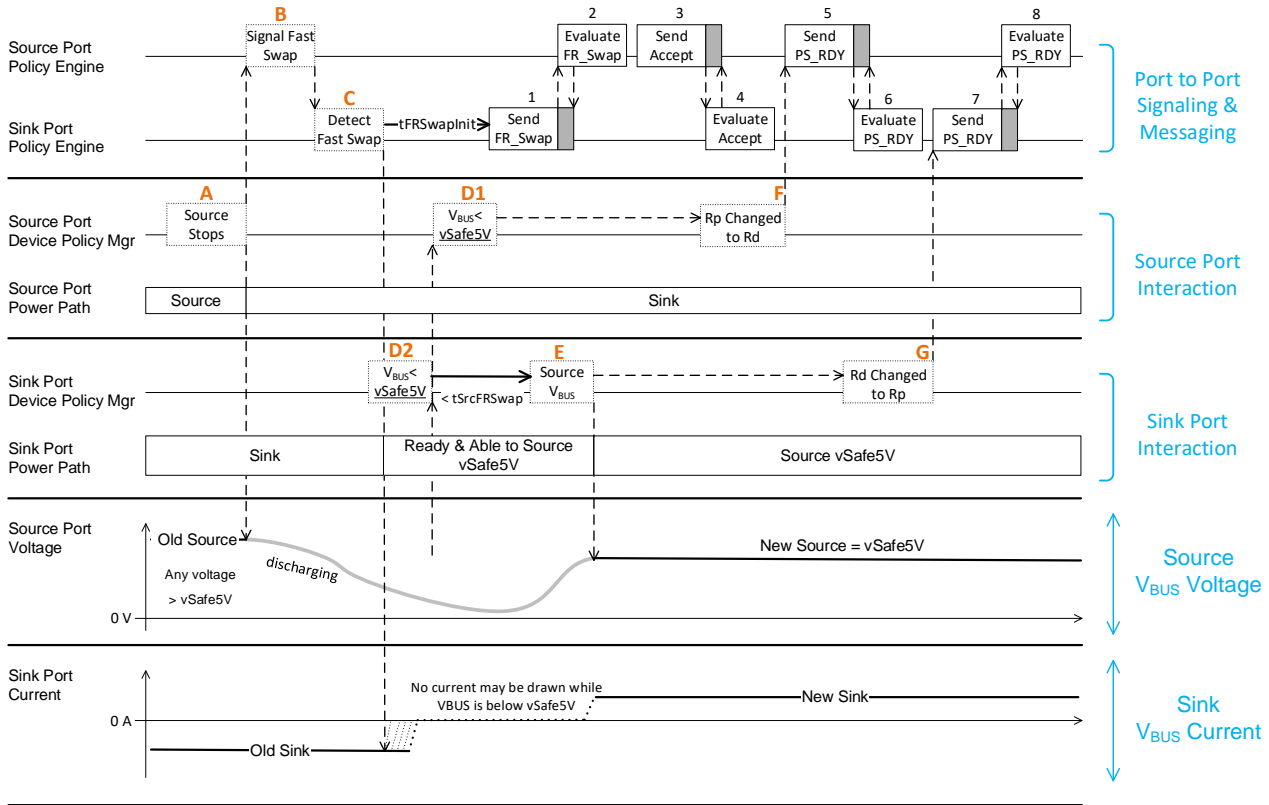 B
2
3
5
8
Source Port
Policy Engine
Signal Fast
Swap
Evaluate
FR_Swap
Send
Accept
Send
PS_RDY
Evaluate
PS_RDY
Port to Port
Signaling &
Messaging
C
1
4
6
7
Sink Port
Policy Engine
Detect
Fast Swap
tFRSwapInit
Send
FR_Swap
Evaluate
Accept
Evaluate
PS_RDY
Send
PS_RDY
A
D1
F
Source Port
Device Policy Mgr
Source
Stops
VBUS<
vSafe5V
Rp Changed
to Rd
Source Port
Interaction
Source Port
Power Path
Source
Sink
D2
E
G
Sink Port
Device Policy Mgr
VBUS<
vSafe5V
< tSrcFRSwap
Source
VBUS
Rd Changed
to Rp
Sink Port
Interaction
Sink Port
Power Path
Sink
Ready & Able to Source
vSafe5V
Source vSafe5V
Source Port
Voltage
Old Source
discharging
New Source = vSafe5V
Any voltage
> vSafe5V
0 V
Source
VBUS Voltage
Sink Port
Current
No current may be drawn while
VBUS is below vSafe5V
New Sink
0 A
Old Sink
Sink
VBUS Current